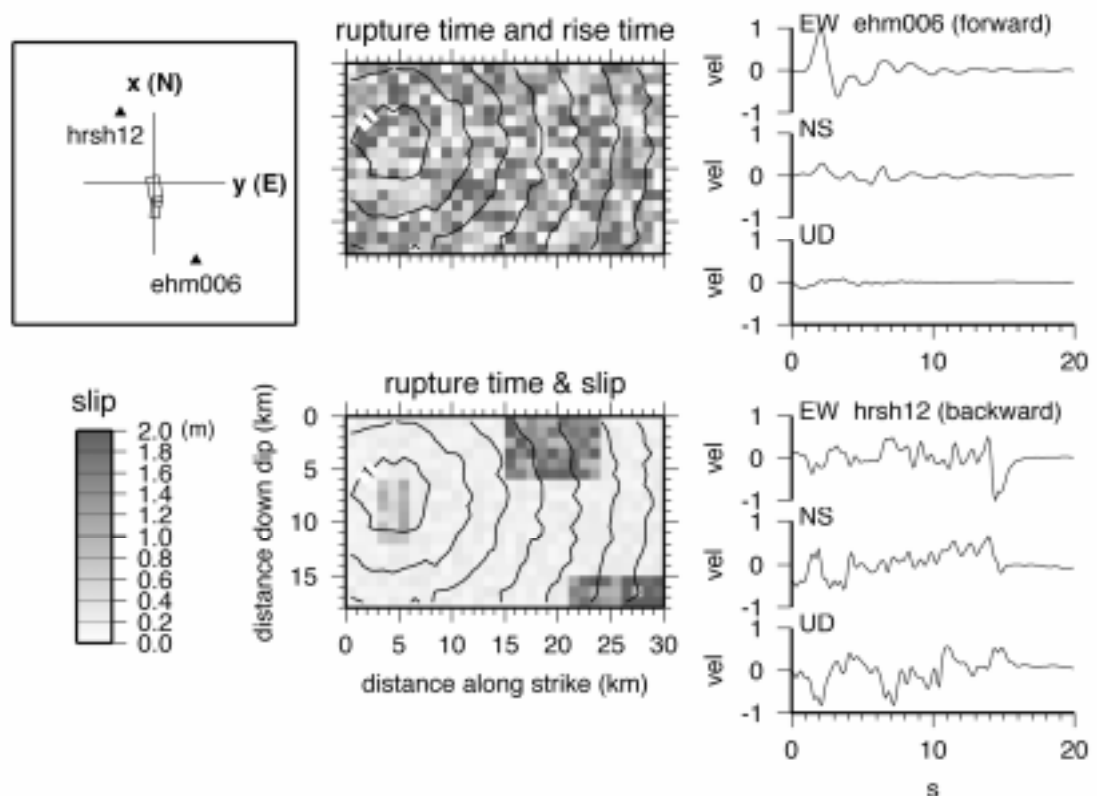 x (N)
hrsh12
y (E)
ehm006
rupture time and rise time
EW ehm006 (forward)
vel
1
0
-1
NS
vel
1
0
-1
UD
vel
1
0
-1
0 10 20
slip
2.0 (m)
1.8
1.6
1.4
1.2
1.0
0.8
0.6
0.4
0.2
0.0
rupture time & slip
distance down dip (km)
0
5
10
15
0 5 10 15 20 25 30
distance along strike (km)
EW hrsh12 (backward)
vel
1
0
-1
NS
vel
1
0
-1
UD
vel
1
0
-1
0 10 20
s